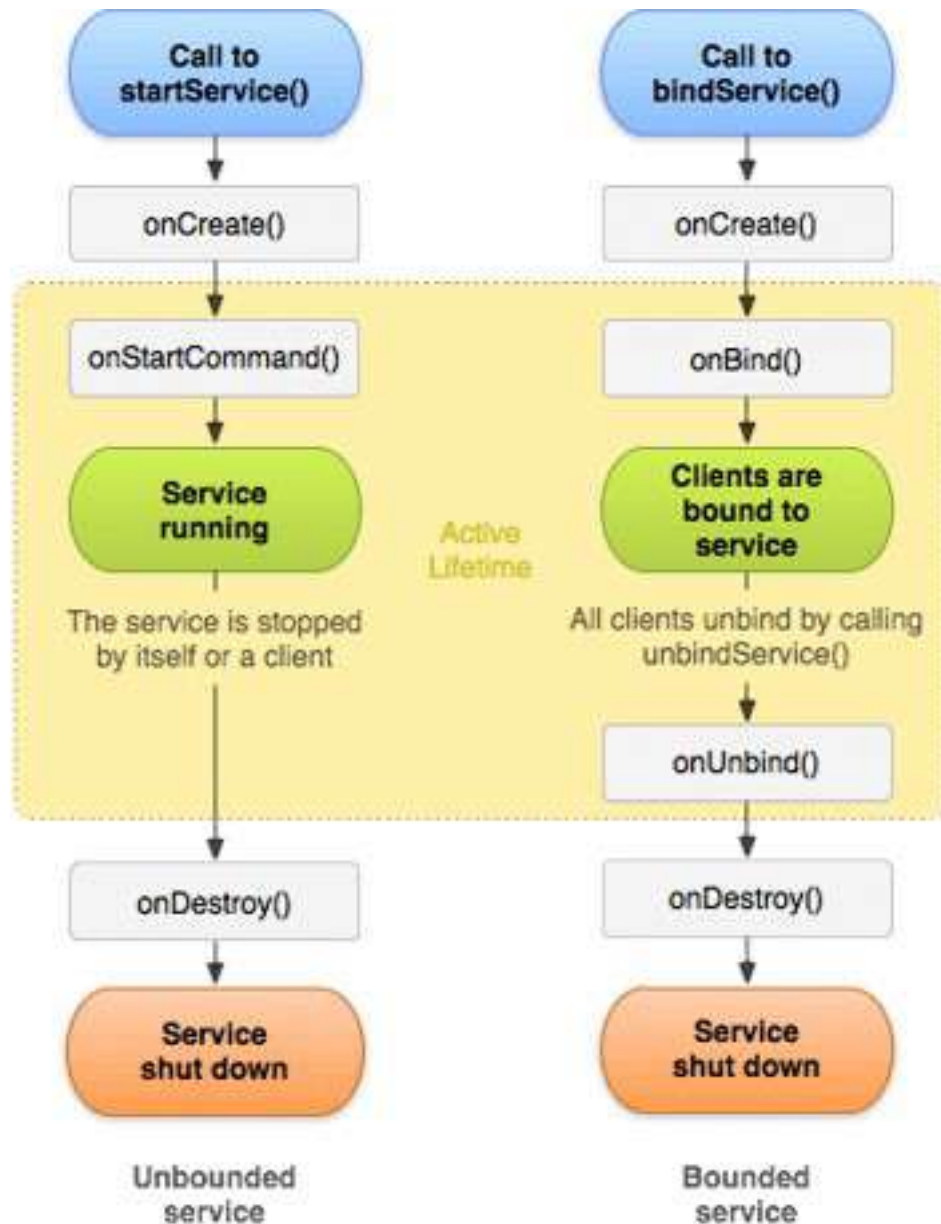 Call to
startService()
onCreate()
onStartCommand()
Service
running
The service is stopped
by itself or a client
onDestroy()
Service
shut down
Unbounded
service
Active
Lifetime
Call to
bindService()
onCreate()
onBind()
Clients are
bound to
service
All clients unbind by calling
unbindService()
onUnbind()
onDestroy()
Service
shut down
Bounded
service